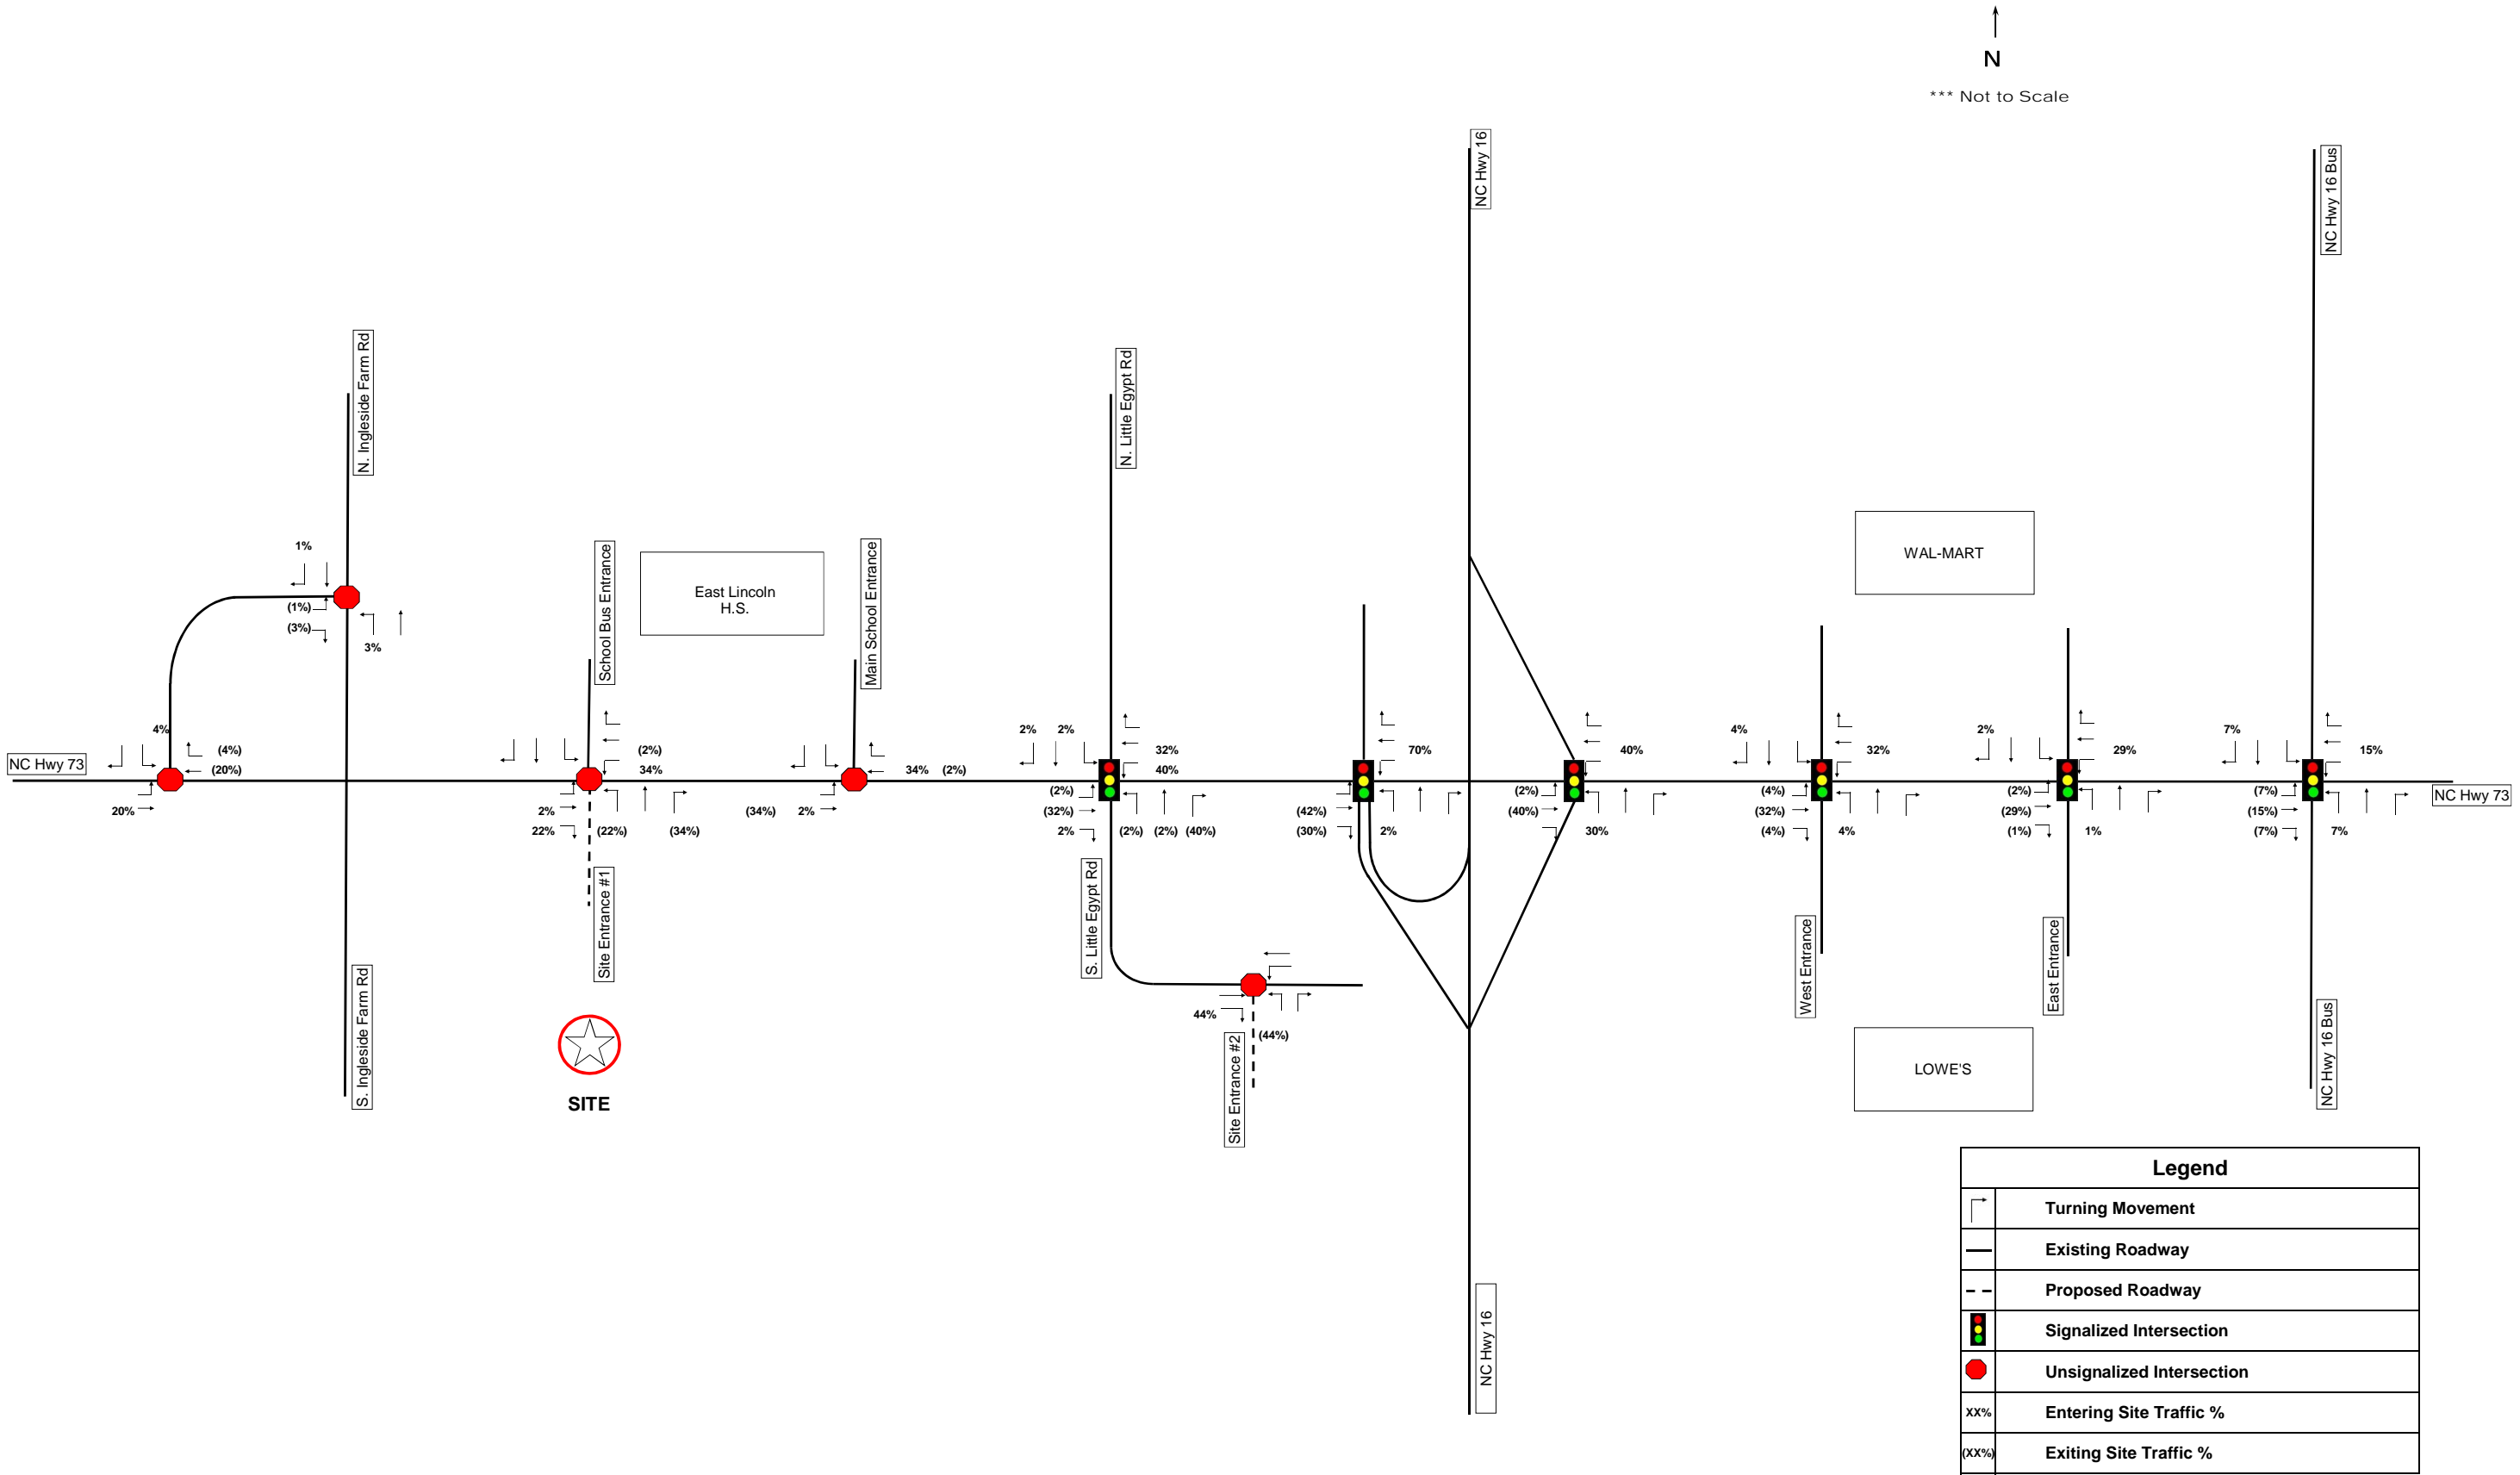 N
*** Not to Scale
NC Hwy 16
NC Hwy 16 Bus
N. Ingleside Farm Rd
N. Little Egypt Rd
WAL-MART
School Bus Entrance
East Lincoln
H.S.
Main School Entrance
1%
(1%)
(3%)
3%
4%
(4%)
(20%)
NC Hwy 73
20%
(2%)
34%
2%
22%
(22%)
(34%)
34%
(2%)
(34%)
2%
2%
2%
32%
40%
(2%)
(32%)
2%
(2%)
(2%)
(40%)
70%
(42%)
(30%)
2%
40%
(2%)
(40%)
30%
4%
32%
(4%)
(32%)
(4%)
4%
2%
29%
(2%)
(29%)
(1%)
1%
7%
15%
(7%)
(15%)
(7%)
7%
NC Hwy 73
Site Entrance #1
S. Little Egypt Rd
West Entrance
East Entrance
S. Ingleside Farm Rd
44%
(44%)
Site Entrance #2
SITE
LOWE'S
NC Hwy 16 Bus
NC Hwy 16
Legend
Turning Movement
Existing Roadway
Proposed Roadway
Signalized Intersection
Unsignalized Intersection
XX% Entering Site Traffic %
(XX%) Exiting Site Traffic %